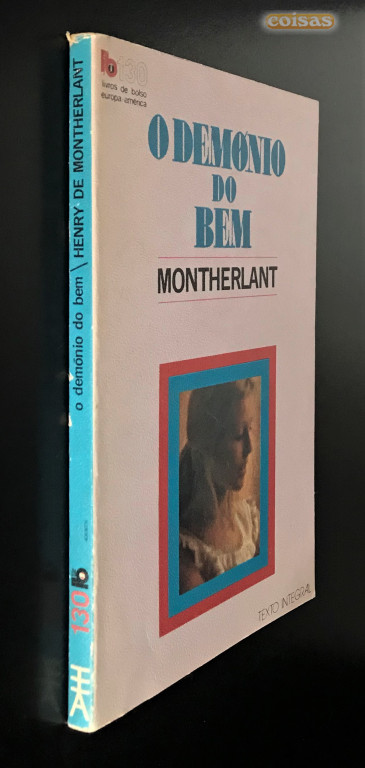 coisas
lb 130
livros de bolso
europa-américa
O DEMÓNIO
DO
BEM
MONTHERLANT
TEXTO INTEGRAL
o demónio do bem \ HENRY DE MONTHERLANT
130 lb